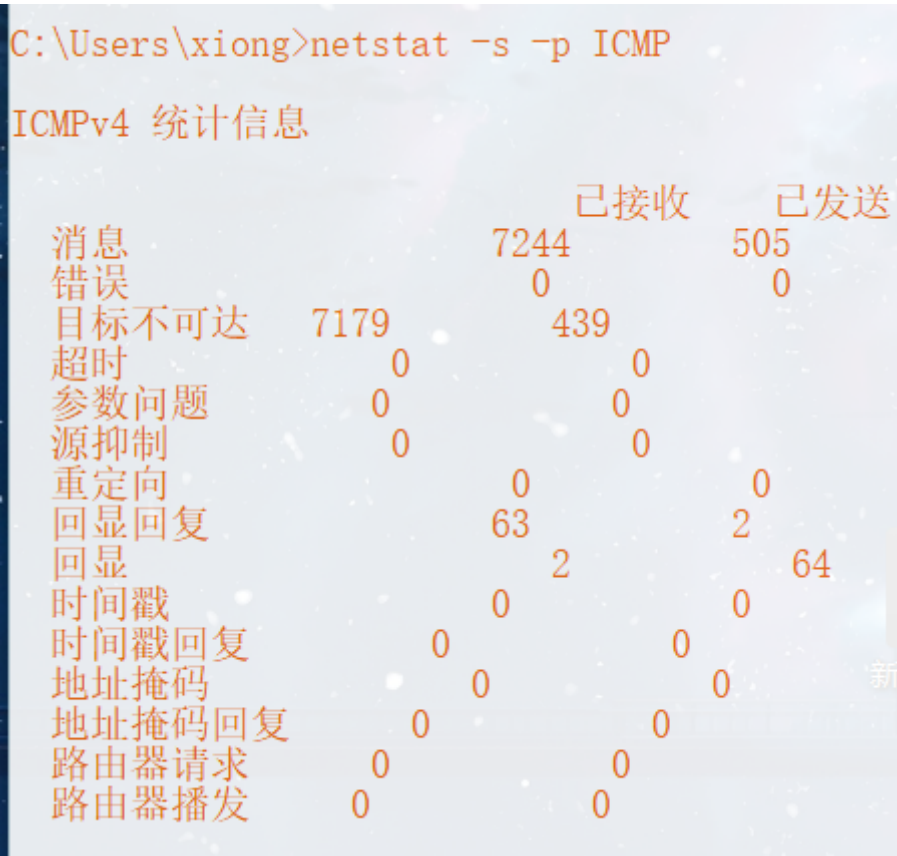 C:\Users\xiong>netstat -s -p ICMP
ICMPv4 统计信息
已接收 已发送
消息 7244 505
错误 0 0
目标不可达 7179 439
超时 0 0
参数问题 0 0
源抑制 0 0
重定向 0 0
回显回复 63 2
回显 2 64
时间戳 0 0
时间戳回复 0 0
地址掩码 0 0
新
地址掩码回复 0 0
路由器请求 0 0
路由器播发 0 0